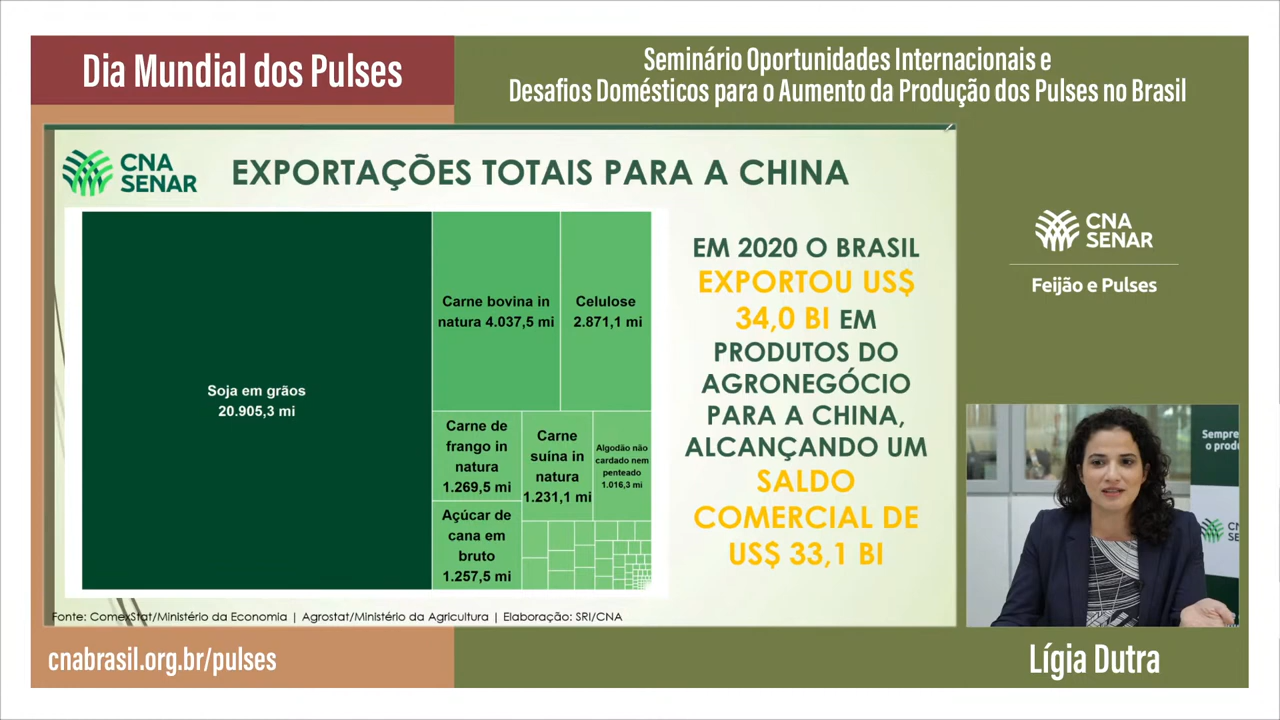 Dia Mundial dos Pulses
Seminário Oportunidades Internacionais e
Desafios Domésticos para o Aumento da Produção dos Pulses no Brasil
CNA
SENAR
EXPORTAÇÕES TOTAIS PARA A CHINA
Soja em grãos
20.905,3 mi
Carne bovina in
natura 4.037,5 mi
Celulose
2.871,1 mi
Carne de
frango in
natura
1.269,5 mi
Carne
suína in
natura
1.231,1 mi
Algodão não
cardado nem
penteado
1.016,3 mi
Açúcar de
cana em
bruto
1.257,5 mi
EM 2020 O BRASIL
EXPORTOU US$
34,0 BI EM
PRODUTOS DO
AGRONEGÓCIO
PARA A CHINA,
ALCANÇANDO UM
SALDO
COMERCIAL DE
US$ 33,1 BI
Fonte: ComexStat/Ministério da Economia | Agrostat/Ministério da Agricultura | Elaboração: SRI/CNA
CNA
SENAR
Feijão e Pulses
Sempre
o
cnabrasil.org.br/pulses
Lígia Dutra